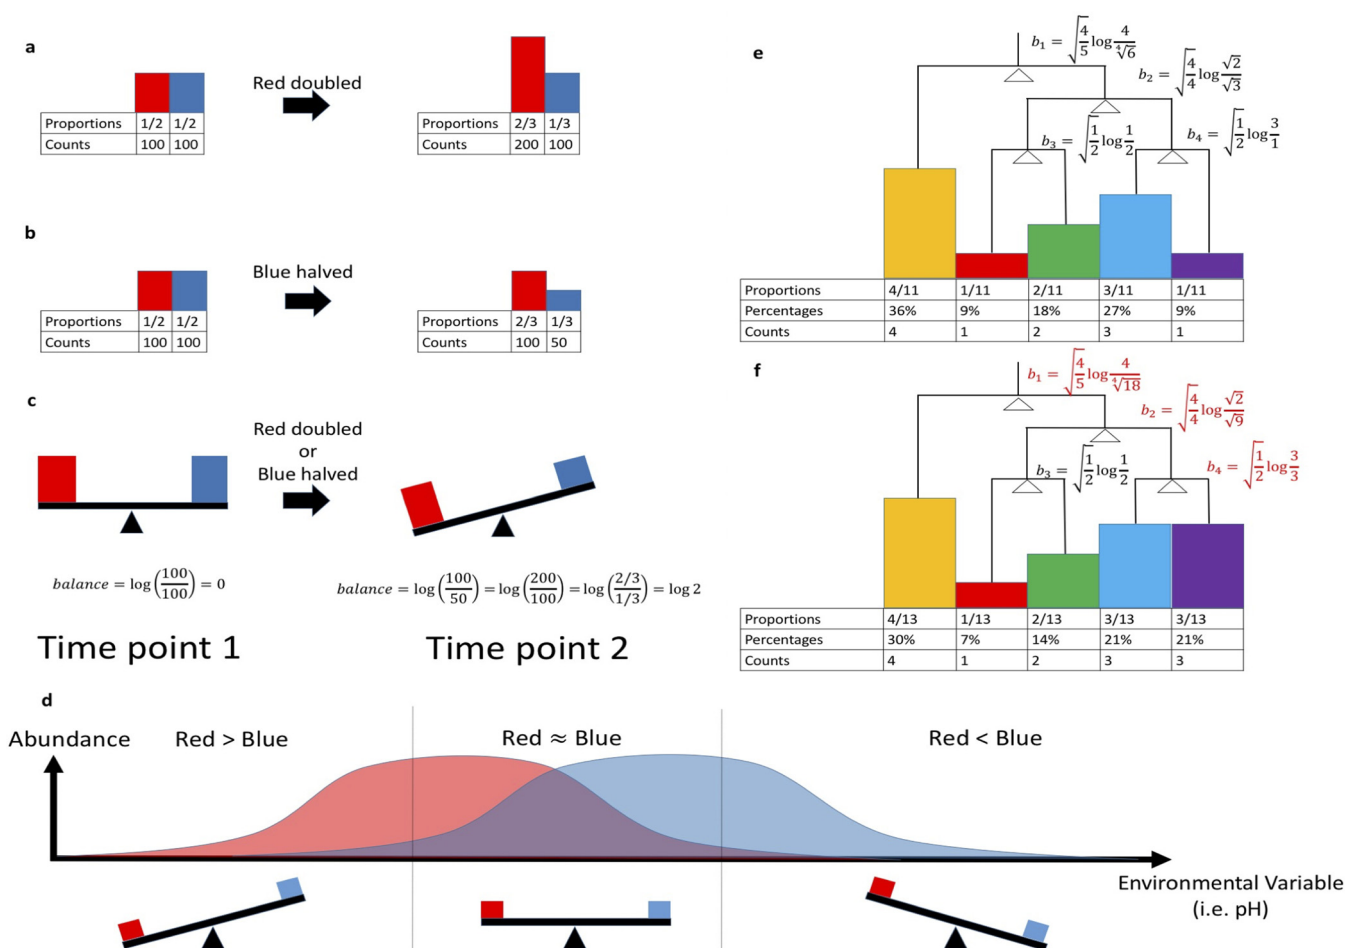 a
Red doubled
Proportions 1/2 1/2
Counts 100 100
Proportions 2/3 1/3
Counts 200 100
b
Blue halved
Proportions 1/2 1/2
Counts 100 100
Proportions 2/3 1/3
Counts 100 50
c
Red doubled
or
Blue halved
balance = log(100/100) = 0
balance = log(100/50) = log(200/100) = log(2/3 / 1/3) = log 2
Time point 1
Time point 2
e
b₁ = √(4/5) log 4/∜6
b₂ = √(4/4) log √2/√3
b₃ = √(1/2) log 1/2
b₄ = √(1/2) log 3/1
Proportions 4/11 1/11 2/11 3/11 1/11
Percentages 36% 9% 18% 27% 9%
Counts 4 1 2 3 1
f
b₁ = √(4/5) log 4/∜18
b₂ = √(4/4) log √2/√9
b₃ = √(1/2) log 1/2
b₄ = √(1/2) log 3/3
Proportions 4/13 1/13 2/13 3/13 3/13
Percentages 30% 7% 14% 21% 21%
Counts 4 1 2 3 3
d
Abundance
Red > Blue
Red ≈ Blue
Red < Blue
Environmental Variable
(i.e. pH)